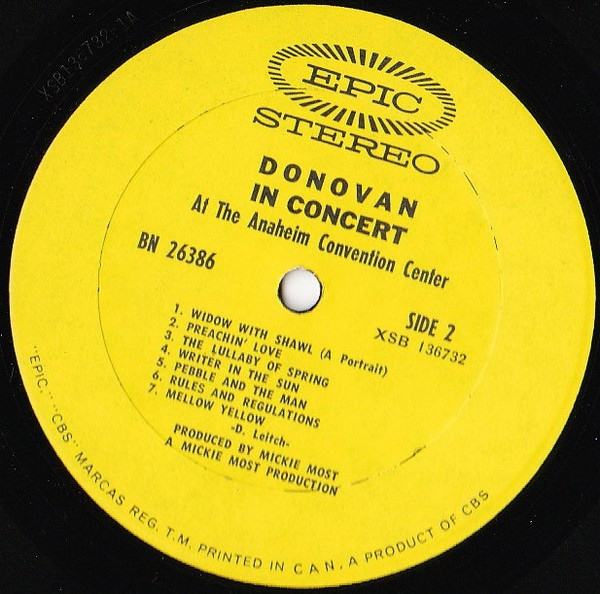 XSB13-732-1A
EPIC
STEREO
DONOVAN
IN CONCERT
At The Anaheim Convention Center
BN 26386
SIDE 2
XSB 136732
1. WIDOW WITH SHAWL (A Portrait)
2. PREACHIN' LOVE
3. THE LULLABY OF SPRING
4. WRITER IN THE SUN
5. PEBBLE AND THE MAN
6. RULES AND REGULATIONS
7. MELLOW YELLOW
-D. Leitch-
PRODUCED BY MICKIE MOST
A MICKIE MOST PRODUCTION
"EPIC," "CBS" MARCAS REG. T.M. PRINTED IN CAN. A PRODUCT OF CBS